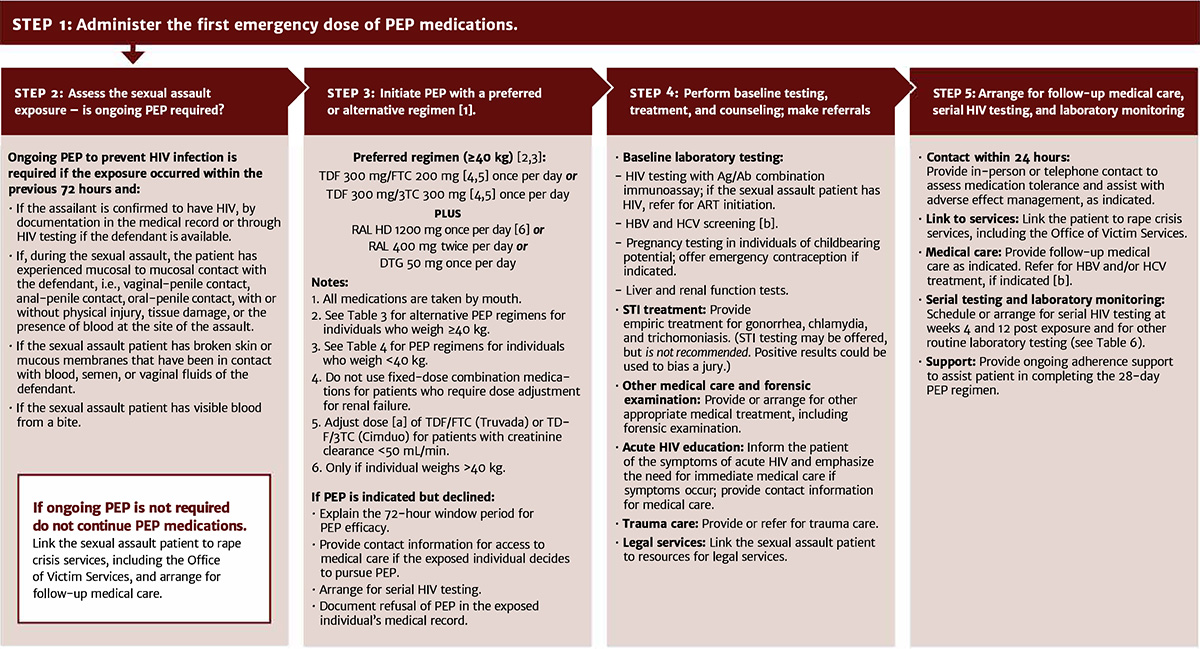 STEP 1: Administer the first emergency dose of PEP medications.
STEP 2: Assess the sexual assault
exposure – is ongoing PEP required?
Ongoing PEP to prevent HIV infection is
required if the exposure occurred within the
previous 72 hours and:
· If the assailant is confirmed to have HIV, by
documentation in the medical record or through
HIV testing if the defendant is available.
· If, during the sexual assault, the patient has
experienced mucosal to mucosal contact with
the defendant, i.e., vaginal-penile contact,
anal-penile contact, oral-penile contact, with or
without physical injury, tissue damage, or the
presence of blood at the site of the assault.
· If the sexual assault patient has broken skin or
mucous membranes that have been in contact
with blood, semen, or vaginal fluids of the
defendant.
· If the sexual assault patient has visible blood
from a bite.
If ongoing PEP is not required
do not continue PEP medications.
Link the sexual assault patient to rape
crisis services, including the Office
of Victim Services, and arrange for
follow-up medical care.
STEP 3: Initiate PEP with a preferred
or alternative regimen [1].
Preferred regimen (≥40 kg) [2,3]:
TDF 300 mg/FTC 200 mg [4,5] once per day or
TDF 300 mg/3TC 300 mg [4,5] once per day
PLUS
RAL HD 1200 mg once per day [6] or
RAL 400 mg twice per day or
DTG 50 mg once per day
Notes:
1. All medications are taken by mouth.
2. See Table 3 for alternative PEP regimens for
individuals who weigh ≥40 kg.
3. See Table 4 for PEP regimens for individuals
who weigh <40 kg.
4. Do not use fixed-dose combination medica-
tions for patients who require dose adjustment
for renal failure.
5. Adjust dose [a] of TDF/FTC (Truvada) or TD-
F/3TC (Cimduo) for patients with creatinine
clearance <50 mL/min.
6. Only if individual weighs >40 kg.
If PEP is indicated but declined:
· Explain the 72-hour window period for
PEP efficacy.
· Provide contact information for access to
medical care if the exposed individual decides
to pursue PEP.
· Arrange for serial HIV testing.
· Document refusal of PEP in the exposed
individual's medical record.
STEP 4: Perform baseline testing,
treatment, and counseling; make referrals
· Baseline laboratory testing:
– HIV testing with Ag/Ab combination
immunoassay; if the sexual assault patient has
HIV, refer for ART initiation.
– HBV and HCV screening [b].
– Pregnancy testing in individuals of childbearing
potential; offer emergency contraception if
indicated.
– Liver and renal function tests.
· STI treatment: Provide
empiric treatment for gonorrhea, chlamydia,
and trichomoniasis. (STI testing may be offered,
but is not recommended. Positive results could be
used to bias a jury.)
· Other medical care and forensic
examination: Provide or arrange for other
appropriate medical treatment, including
forensic examination.
· Acute HIV education: Inform the patient
of the symptoms of acute HIV and emphasize
the need for immediate medical care if
symptoms occur; provide contact information
for medical care.
· Trauma care: Provide or refer for trauma care.
· Legal services: Link the sexual assault patient
to resources for legal services.
STEP 5: Arrange for follow-up medical care,
serial HIV testing, and laboratory monitoring
· Contact within 24 hours:
Provide in-person or telephone contact to
assess medication tolerance and assist with
adverse effect management, as indicated.
· Link to services: Link the patient to rape crisis
services, including the Office of Victim Services.
· Medical care: Provide follow-up medical
care as indicated. Refer for HBV and/or HCV
treatment, if indicated [b].
· Serial testing and laboratory monitoring:
Schedule or arrange for serial HIV testing at
weeks 4 and 12 post exposure and for other
routine laboratory testing (see Table 6).
· Support: Provide ongoing adherence support
to assist patient in completing the 28-day
PEP regimen.